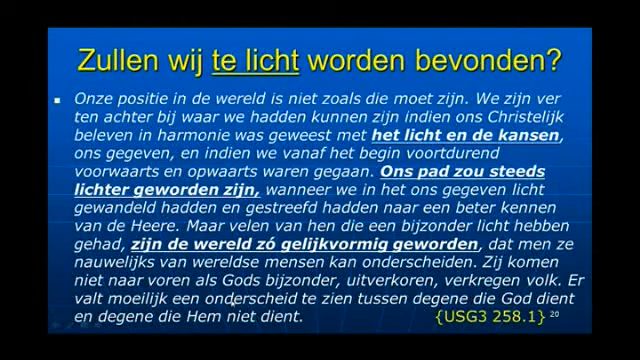 Zullen wij te licht worden bevonden?
Onze positie in de wereld is niet zoals die moet zijn. We zijn ver
ten achter bij waar we hadden kunnen zijn indien ons Christelijk
beleven in harmonie was geweest met het licht en de kansen,
ons gegeven, en indien we vanaf het begin voortdurend
voorwaarts en opwaarts waren gegaan. Ons pad zou steeds
lichter geworden zijn, wanneer we in het ons gegeven licht
gewandeld hadden en gestreefd hadden naar een beter kennen
van de Heere. Maar velen van hen die een bijzonder licht hebben
gehad, zijn de wereld zó gelijkvormig geworden, dat men ze
nauwelijks van wereldse mensen kan onderscheiden. Zij komen
niet naar voren als Gods bijzonder, uitverkoren, verkregen volk. Er
valt moeilijk een onderscheid te zien tussen degene die God dient
en degene die Hem niet dient. {USG3 258.1} 20